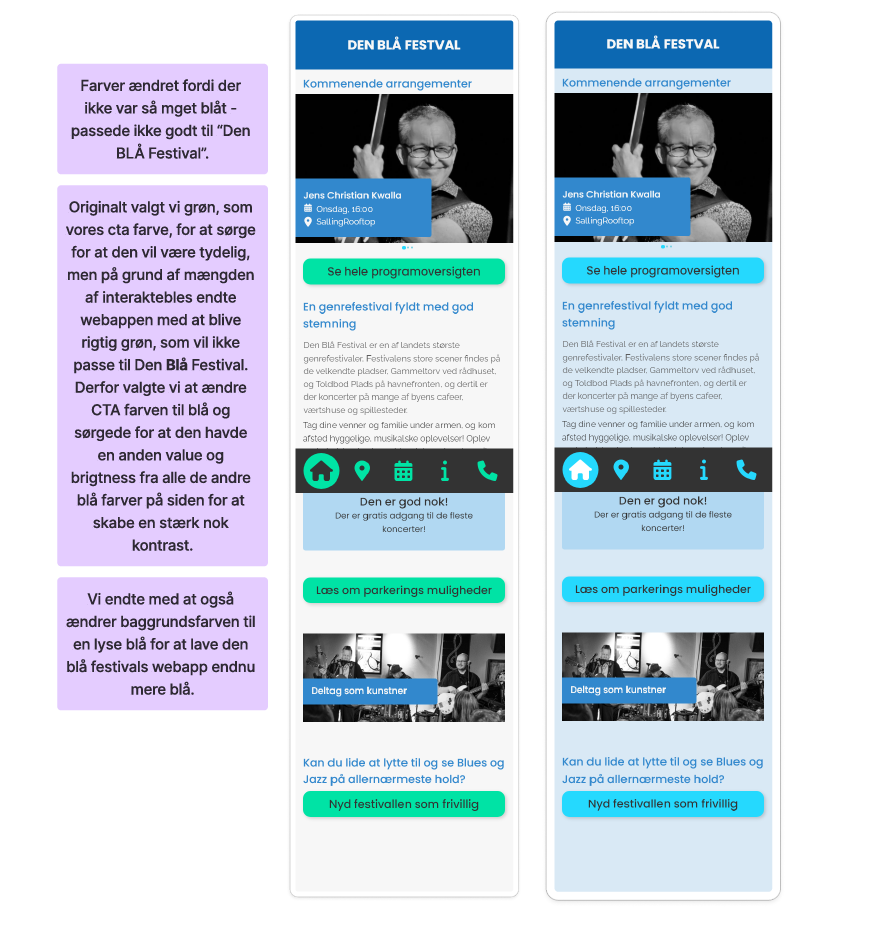 Farver ændret fordi der
ikke var så mget blåt -
passede ikke godt til “Den
BLÅ Festival”.
Originalt valgt vi grøn, som
vores cta farve, for at sørge
for at den vil være tydelig,
men på grund af mængden
af interaktebles endte
webappen med at blive
rigtig grøn, som vil ikke
passe til Den Blå Festival.
Derfor valgte vi at ændre
CTA farven til blå og
sørgede for at den havde
en anden value og
brigtness fra alle de andre
blå farver på siden for at
skabe en stærk nok
kontrast.
Vi endte med at også
ændrer baggrundsfarven til
en lyse blå for at lave den
blå festivals webapp endnu
mere blå.
DEN BLÅ FESTVAL
Kommenende arrangementer
Jens Christian Kwalla
Onsdag, 16:00
SallingRooftop
Se hele programoversigten
En genrefestival fyldt med god
stemning
Den Blå Festival er en af landets største
genrefestivaler. Festivalens store scener findes på
de velkendte pladser, Gammeltorv ved rådhuset,
og Toldbod Plads på havnefronten, og dertil er
der koncerter på mange af byens cafeer,
værtshuse og spillesteder.
Tag dine venner og familie under armen, og kom
afsted hyggelige, musikalske oplevelser! Oplev
Den er god nok!
Der er gratis adgang til de fleste
koncerter!
Læs om parkerings muligheder
Deltag som kunstner
Kan du lide at lytte til og se Blues og
Jazz på allernærmeste hold?
Nyd festivallen som frivillig
DEN BLÅ FESTVAL
Kommenende arrangementer
Jens Christian Kwalla
Onsdag, 16:00
SallingRooftop
Se hele programoversigten
En genrefestival fyldt med god
stemning
Den Blå Festival er en af landets største
genrefestivaler. Festivalens store scener findes på
de velkendte pladser, Gammeltorv ved rådhuset,
og Toldbod Plads på havnefronten, og dertil er
der koncerter på mange af byens cafeer,
værtshuse og spillesteder.
Tag dine venner og familie under armen, og kom
afsted hyggelige, musikalske oplevelser! Oplev
Den er god nok!
Der er gratis adgang til de fleste
koncerter!
Læs om parkerings muligheder
Deltag som kunstner
Kan du lide at lytte til og se Blues og
Jazz på allernærmeste hold?
Nyd festivallen som frivillig